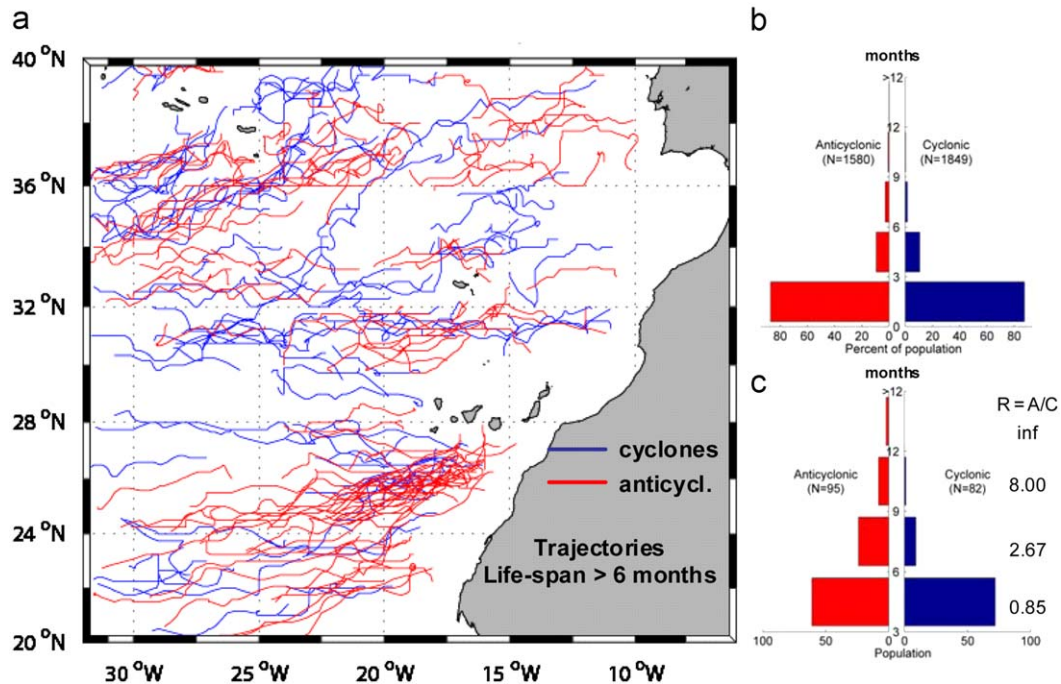 a
40 °N
36 °N
32 °N
28 °N
24 °N
20 °N
30 °W
25 °W
20 °W
15 °W
10 °W
cyclones
anticycl.
Trajectories
Life-span > 6 months
b
months
>12
12
9
6
3
0
Anticyclonic
(N=1580)
Cyclonic
(N=1849)
80 60 40 20 0 0 20 40 60 80
Percent of population
c
months
>12
12
9
6
3
R = A/C
inf
8.00
2.67
0.85
Anticyclonic
(N=95)
Cyclonic
(N=82)
100 50 0 0 50 100
Population